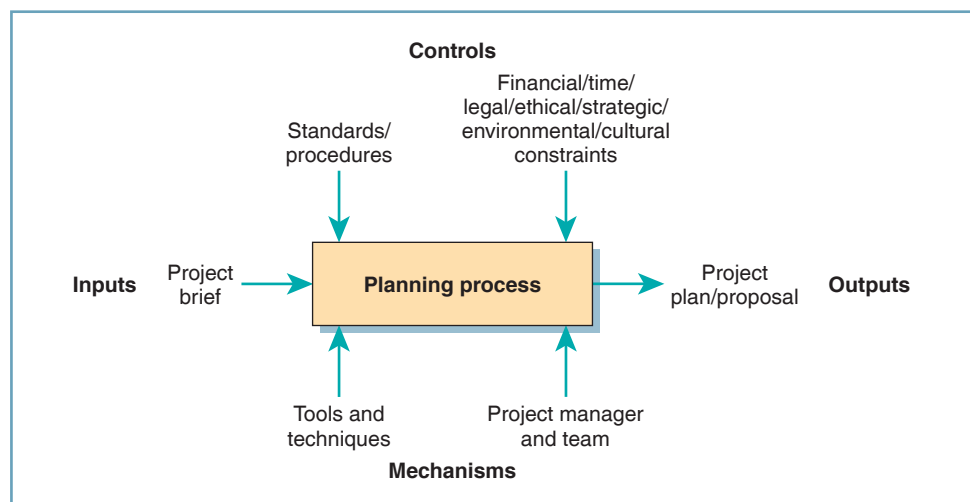 Controls
Standards/
procedures
Financial/time/
legal/ethical/strategic/
environmental/cultural
constraints
Inputs
Project
brief
Planning process
Project
plan/proposal
Outputs
Tools and
techniques
Project manager
and team
Mechanisms